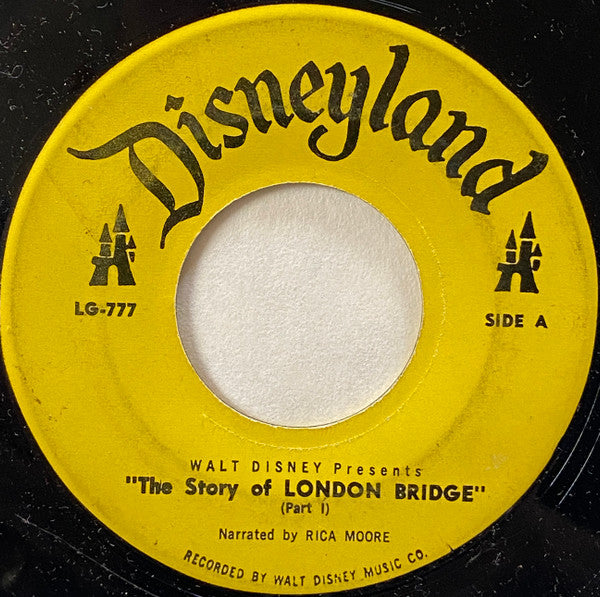 Disneyland
LG-777
SIDE A
WALT DISNEY Presents
"The Story of LONDON BRIDGE"
(Part I)
Narrated by RICA MOORE
RECORDED BY WALT DISNEY MUSIC CO.